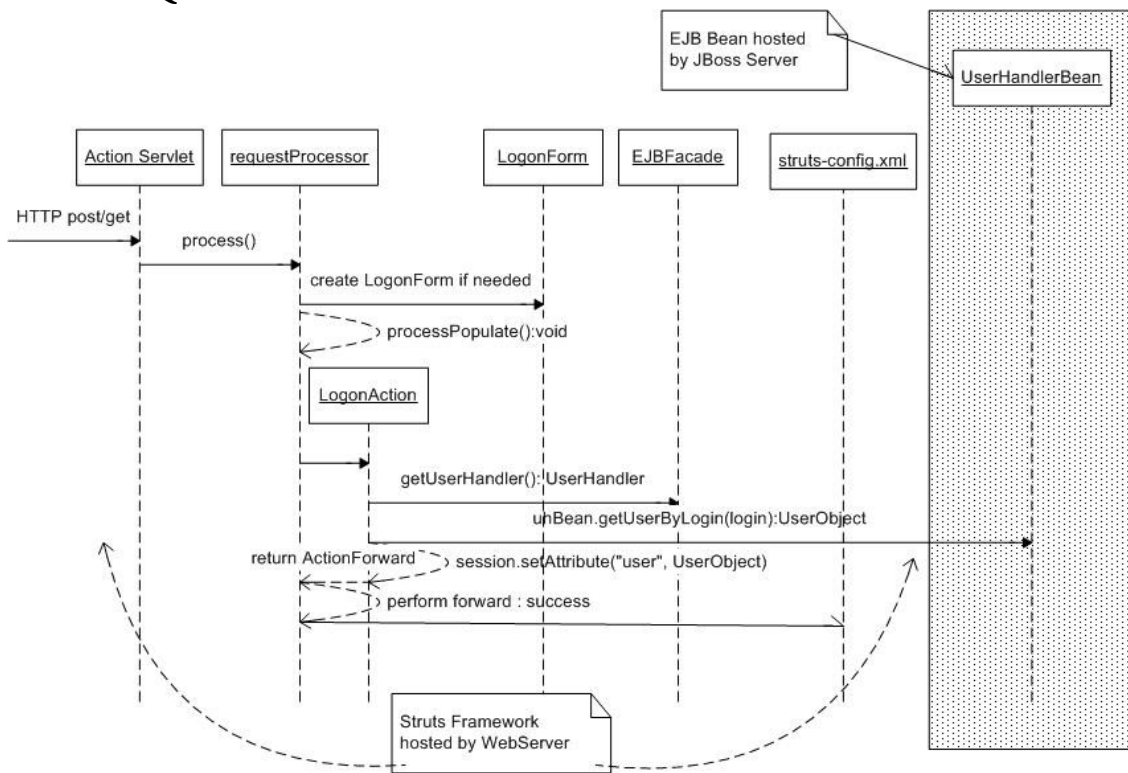 EJB Bean hosted
by JBoss Server
UserHandlerBean
Action Servlet
requestProcessor
LogonForm
EJBFacade
struts-config.xml
HTTP post/get
process()
create LogonForm if needed
processPopulate():void
LogonAction
getUserHandler(): UserHandler
unBean.getUserByLogin(login):UserObject
return ActionForward
session.setAttribute("user", UserObject)
perform forward : success
Struts Framework
hosted by WebServer